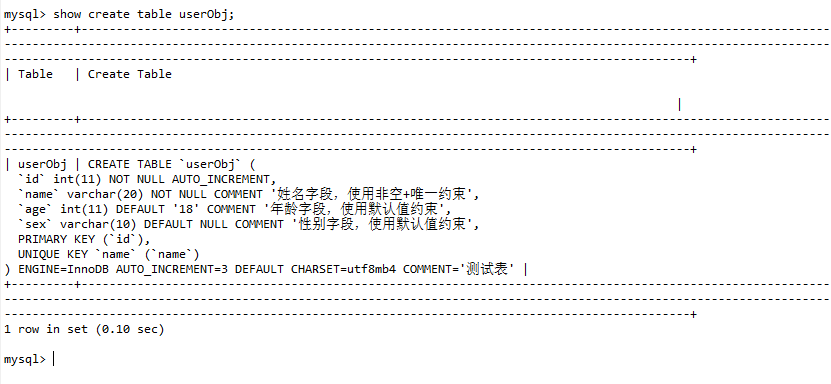 mysql> show create table userObj;
+---------+----------------------------------------------------------------------------------------------------
---------------------------------------------------------------------------------------------------------------
---------------------------------------------------------------------------------------------+
| Table   | Create Table
|
+---------+----------------------------------------------------------------------------------------------------
---------------------------------------------------------------------------------------------------------------
---------------------------------------------------------------------------------------------+
| userObj | CREATE TABLE `userObj` (
  `id` int(11) NOT NULL AUTO_INCREMENT,
  `name` varchar(20) NOT NULL COMMENT '姓名字段，使用非空+唯一约束',
  `age` int(11) DEFAULT '18' COMMENT '年龄字段，使用默认值约束',
  `sex` varchar(10) DEFAULT NULL COMMENT '性别字段，使用默认值约束',
  PRIMARY KEY (`id`),
  UNIQUE KEY `name` (`name`)
) ENGINE=InnoDB AUTO_INCREMENT=3 DEFAULT CHARSET=utf8mb4 COMMENT='测试表' |
+---------+----------------------------------------------------------------------------------------------------
---------------------------------------------------------------------------------------------------------------
---------------------------------------------------------------------------------------------+
1 row in set (0.10 sec)
mysql>